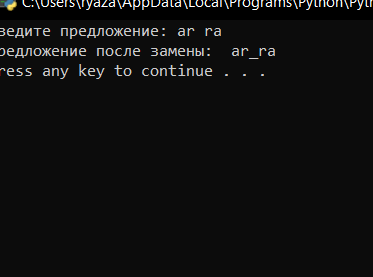 C:\Users\ryaza\AppData\Local\Programs\Python\Pyt
ведите предложение: ar ra
редложение после замены:  ar_ra
ress any key to continue . . .